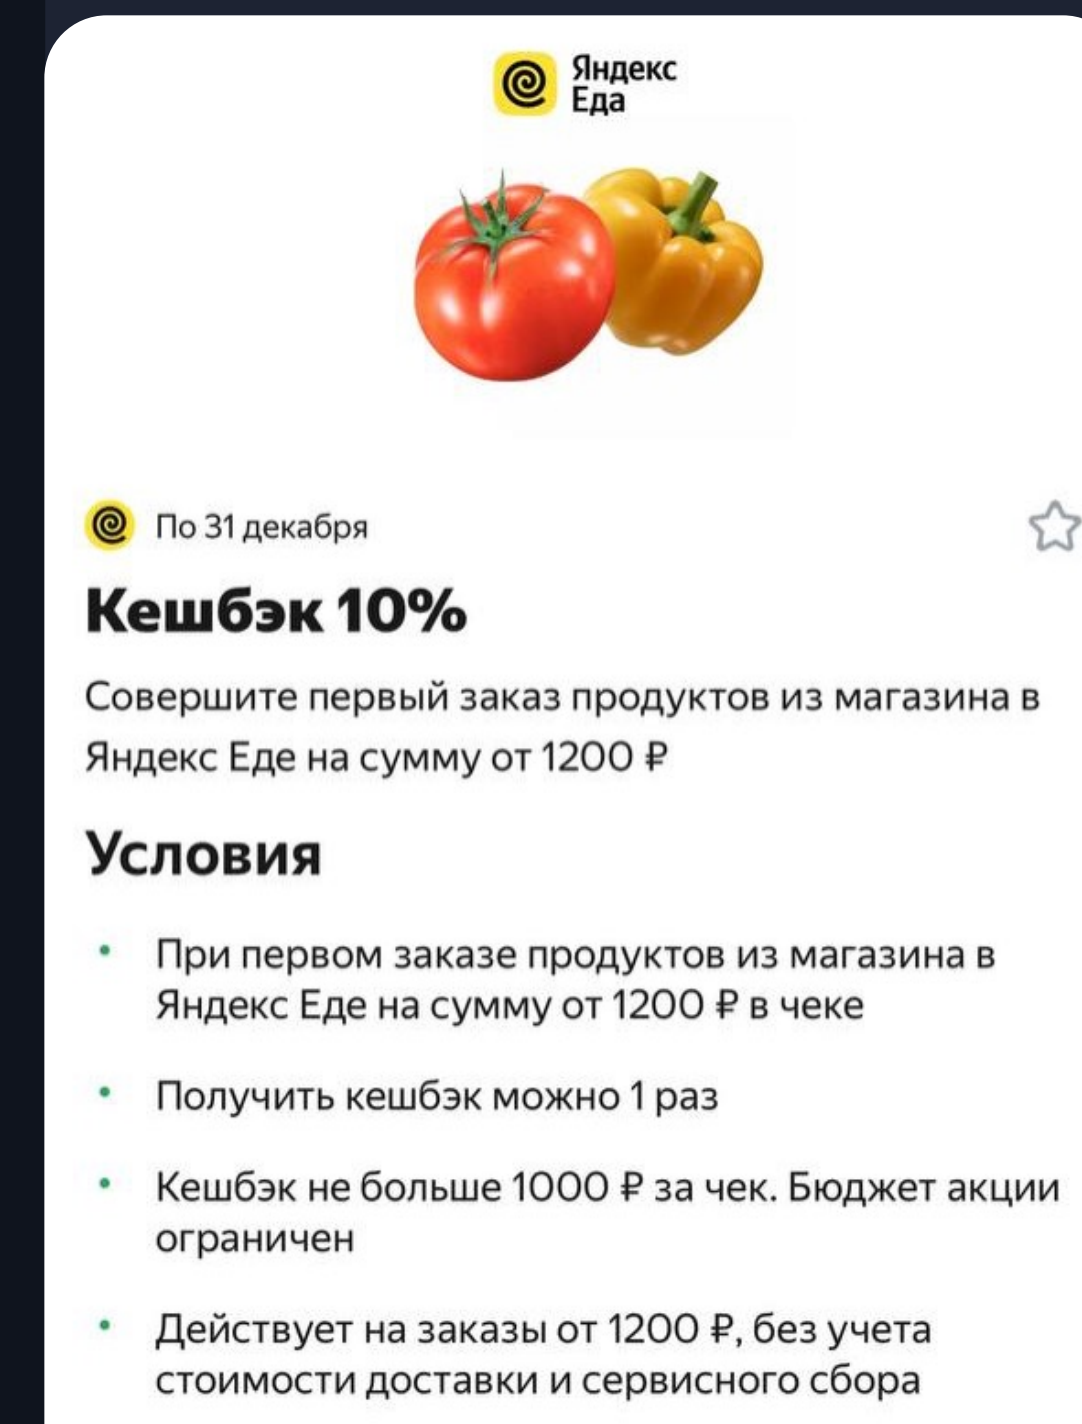 Яндекс
Еда
По 31 декабря
Кешбэк 10%
Совершите первый заказ продуктов из магазина в
Яндекс Еде на сумму от 1200 ₽
Условия
• При первом заказе продуктов из магазина в
Яндекс Еде на сумму от 1200 ₽ в чеке
• Получить кешбэк можно 1 раз
• Кешбэк не больше 1000 ₽ за чек. Бюджет акции
ограничен
• Действует на заказы от 1200 ₽, без учета
стоимости доставки и сервисного сбора